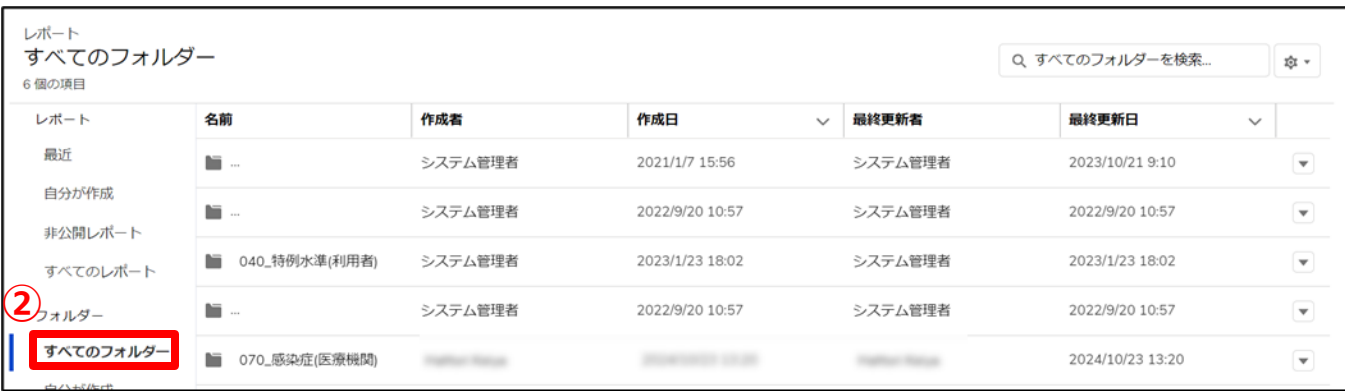 レポート
すべてのフォルダー
6 個の項目
すべてのフォルダーを検索...
レポート
最近
自分が作成
非公開レポート
すべてのレポート
②
フォルダー
すべてのフォルダー
自分が作成
名前 作成者 作成日 最終更新者 最終更新日
... システム管理者 2021/1/7 15:56 システム管理者 2023/10/21 9:10
... システム管理者 2022/9/20 10:57 システム管理者 2022/9/20 10:57
040_特例水準(利用者) システム管理者 2023/1/23 18:02 システム管理者 2023/1/23 18:02
... システム管理者 2022/9/20 10:57 システム管理者 2022/9/20 10:57
070_感染症(医療機関) 2024/10/23 13:20